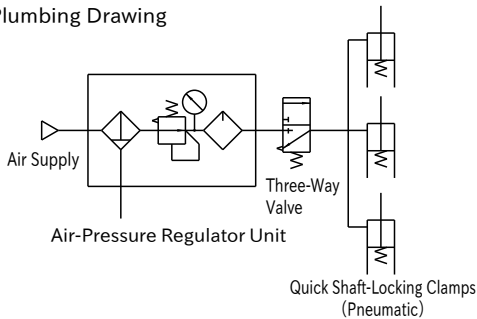 Plumbing Drawing
Air Supply
Three-Way
Valve
Air-Pressure Regulator Unit
Quick Shaft-Locking Clamps
(Pneumatic)